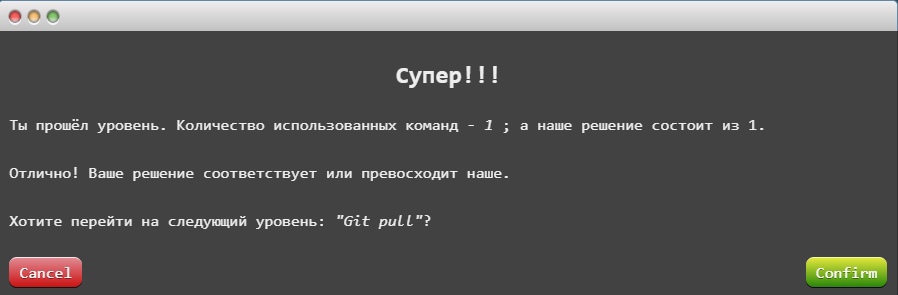 Супер!!!
Ты прошёл уровень. Количество использованных команд - 1 ; а наше решение состоит из 1.
Отлично! Ваше решение соответствует или превосходит наше.
Хотите перейти на следующий уровень: "Git pull"?
Cancel
Confirm